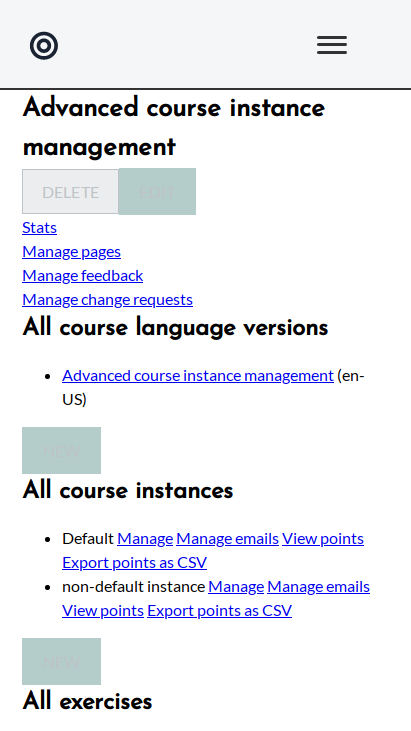 Advanced course instance
management
DELETE EDIT
Stats
Manage pages
Manage feedback
Manage change requests
All course language versions
Advanced course instance management (en-
US)
NEW
All course instances
Default Manage Manage emails View points
Export points as CSV
non-default instance Manage Manage emails
View points Export points as CSV
NEW
All exercises